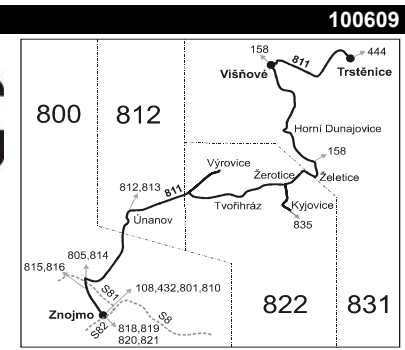 100609
158
811
444
Višňové
Trstěnice
800
812
Horní Dunajovice
158
Výrovice
Žerotice
Želetice
812,813
811
Tvořihráz
Kyjovice
Únanov
835
805,814
815,816
S81
108,432,801,810
822
831
Znojmo
S82
S8
818,819
820,821